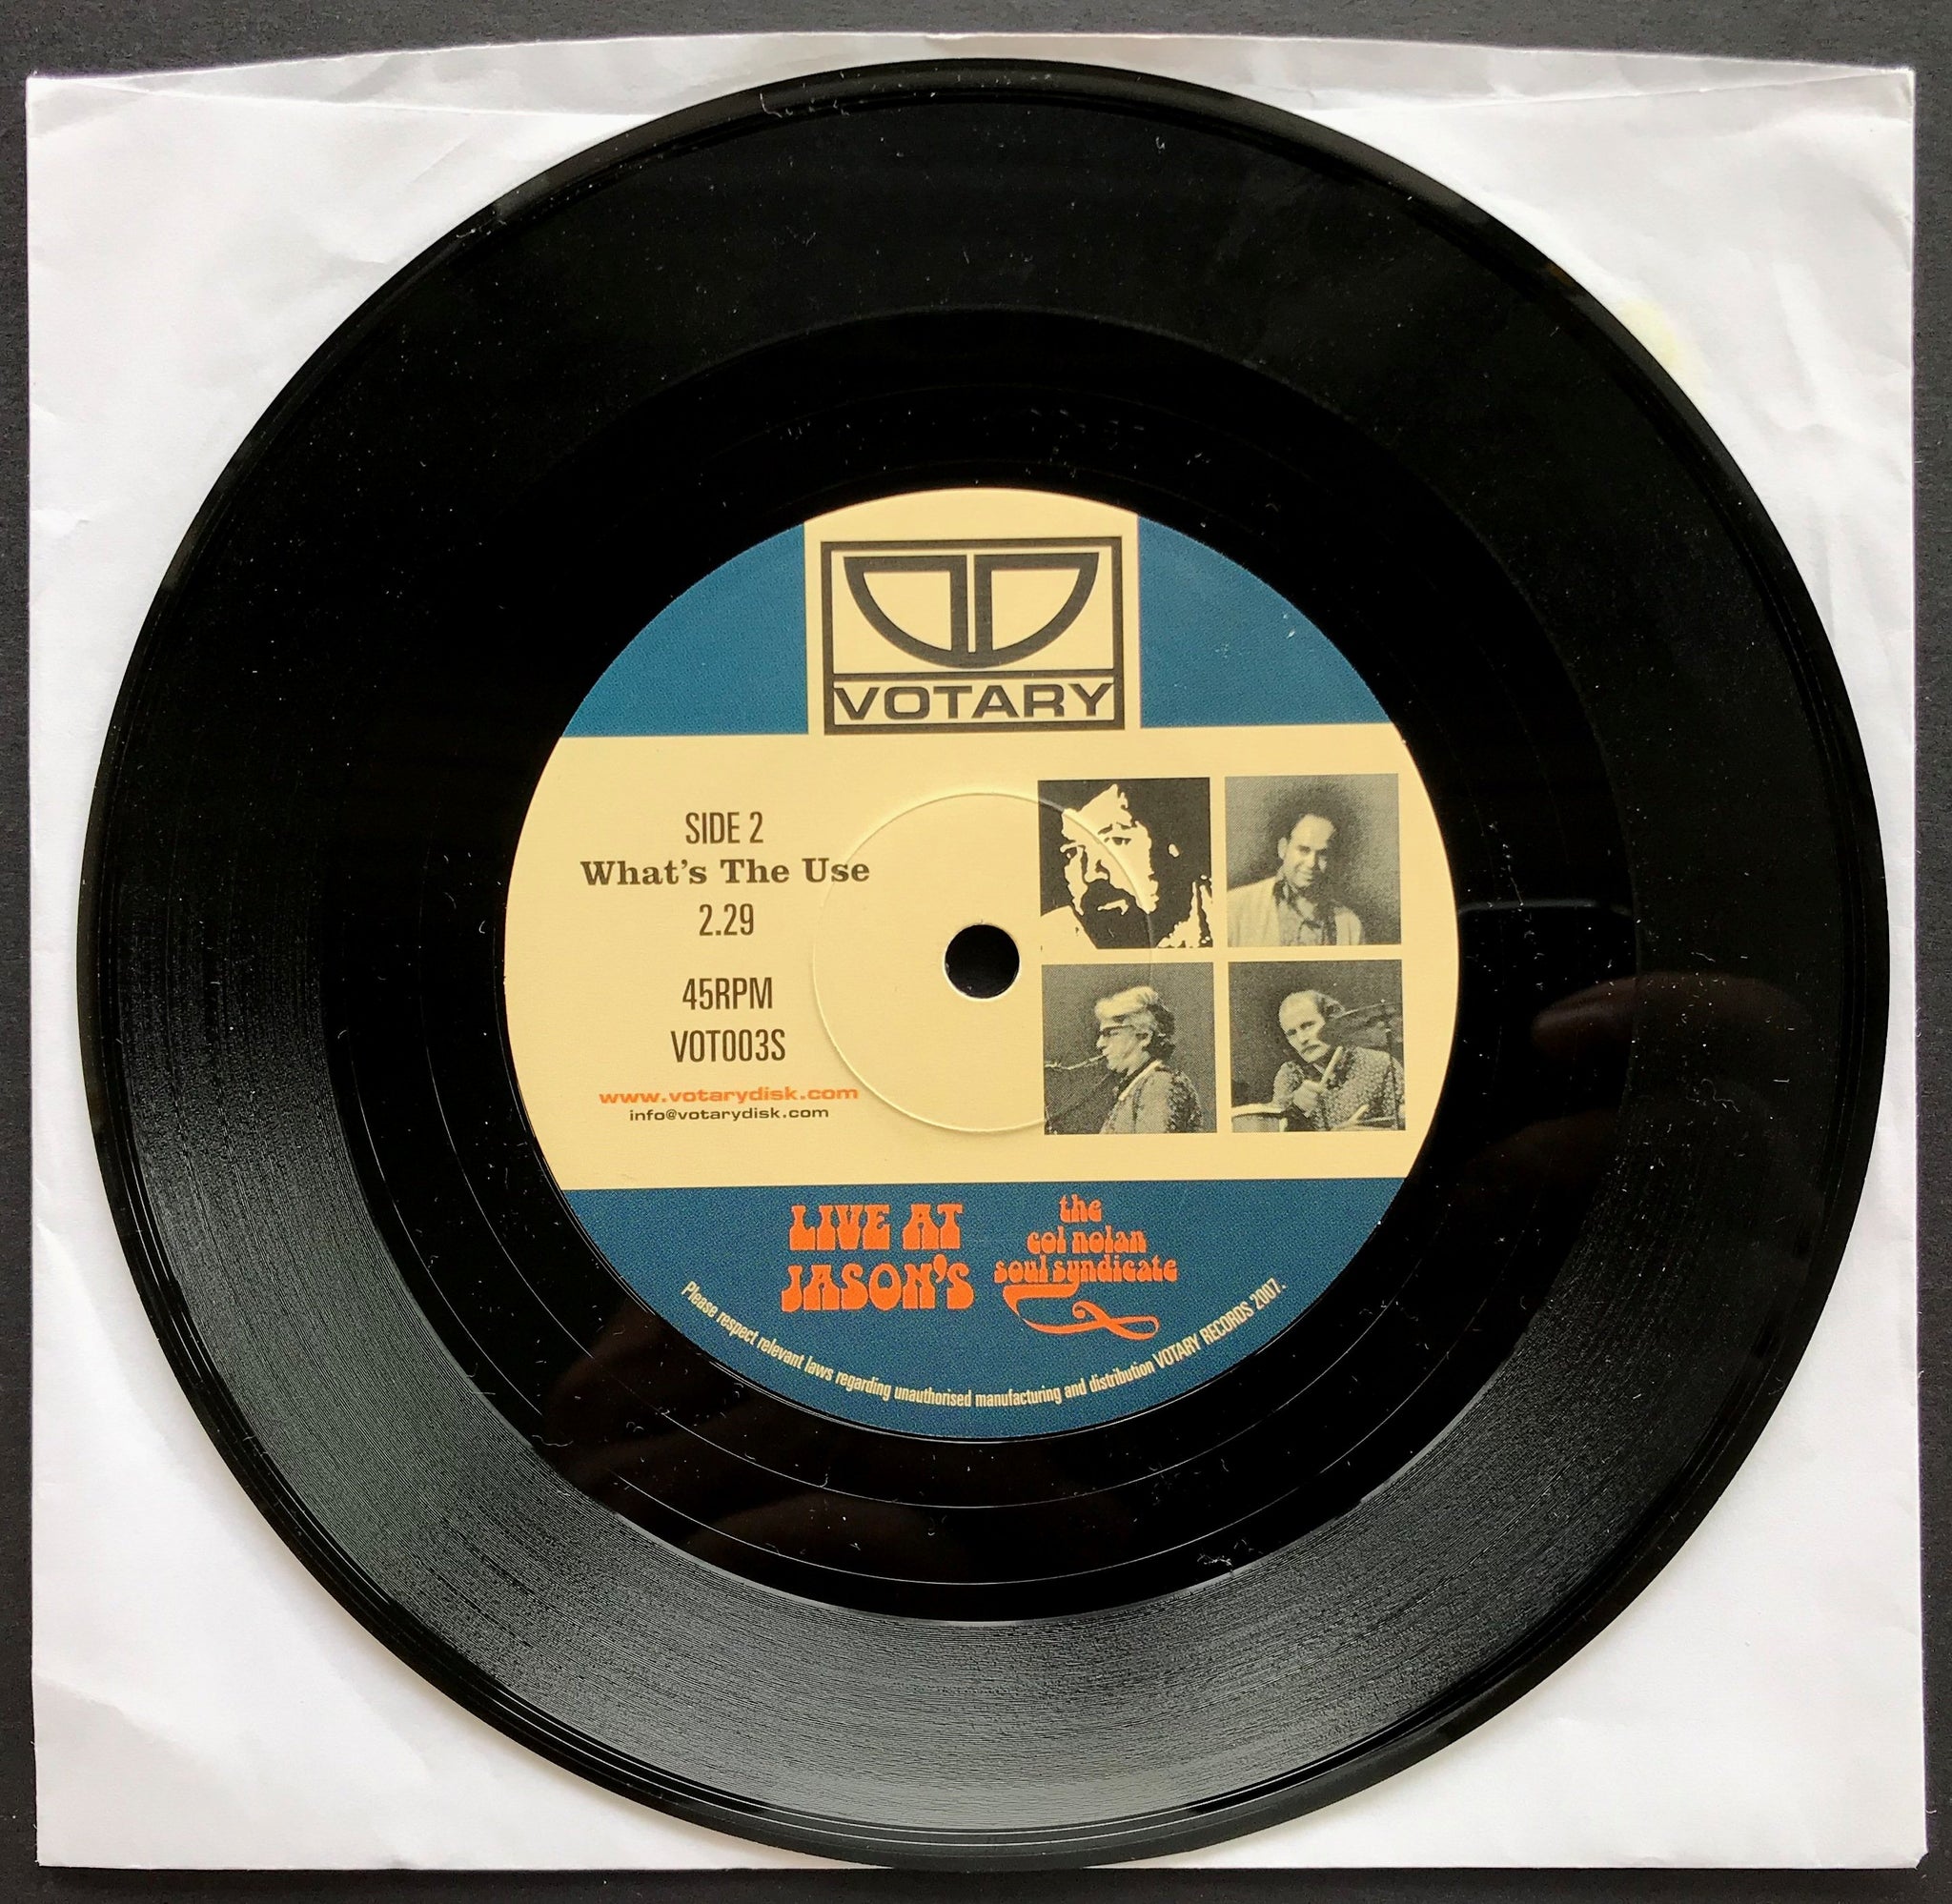 VOTARY
SIDE 2
What's The Use
2.29
45RPM
VOT003S
www.votarydisk.com
info@votarydisk.com
LIVE AT
JASON'S
the
col nolan
soul syndicate
Please respect relevant laws regarding unauthorised manufacturing and distribution VOTARY RECORDS 2007.